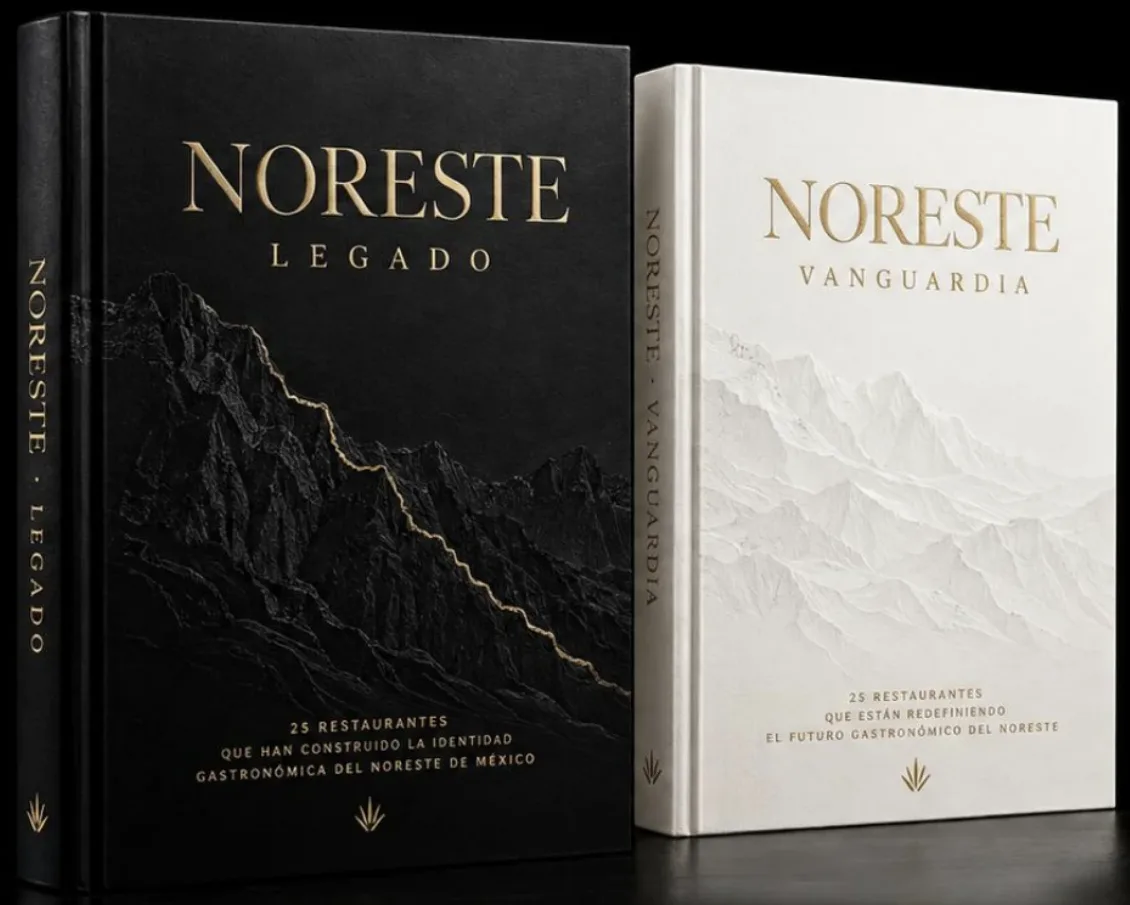 NORESTE
LEGADO
25 RESTAURANTES
QUE HAN CONSTRUIDO LA IDENTIDAD
GASTRONÓMICA DEL NORESTE DE MÉXICO
NORESTE · LEGADO
NORESTE
VANGUARDIA
25 RESTAURANTES
QUE ESTÁN REDEFINIENDO
EL FUTURO GASTRONÓMICO DEL NORESTE
NORESTE · VANGUARDIA